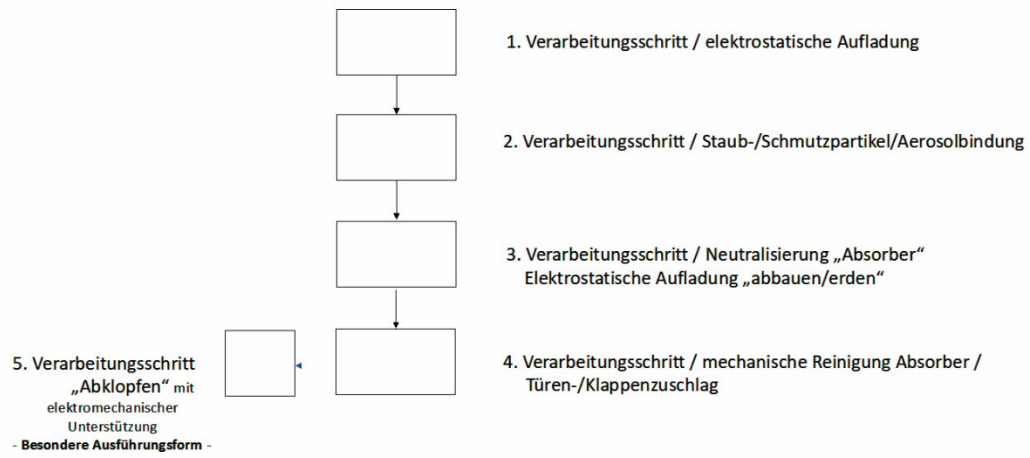 1. Verarbeitungsschritt / elektrostatische Aufladung
2. Verarbeitungsschritt / Staub-/Schmutzpartikel/Aerosolbindung
3. Verarbeitungsschritt / Neutralisierung „Absorber“
Elektrostatische Aufladung „abbauen/erden“
4. Verarbeitungsschritt / mechanische Reinigung Absorber /
Türen-/Klappenzuschlag
5. Verarbeitungsschritt
„Abklopfen“ mit
elektromechanischer
Unterstützung
- Besondere Ausführungsform -